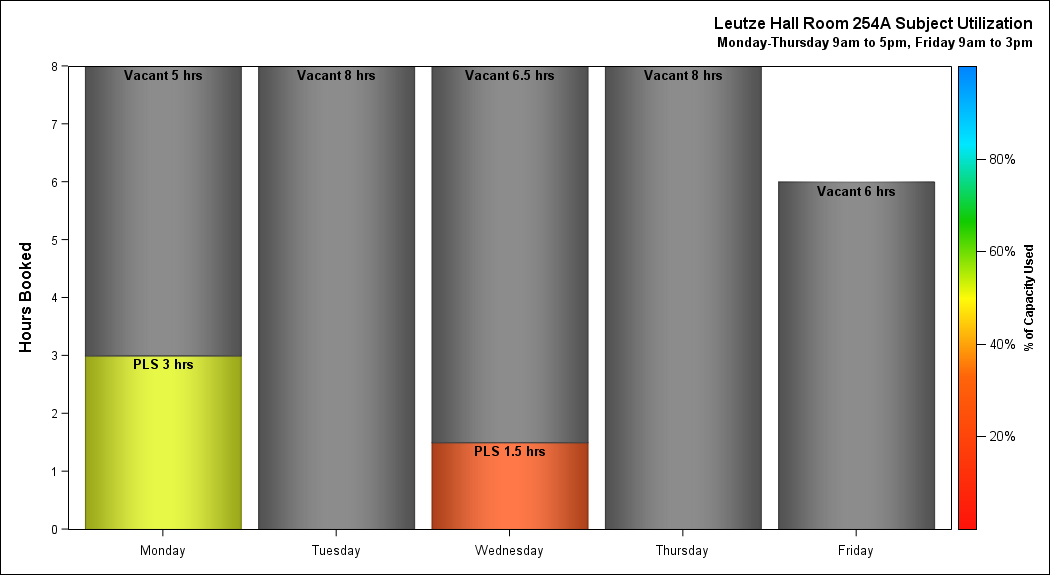 Leutze Hall Room 254A Subject Utilization
Monday-Thursday 9am to 5pm, Friday 9am to 3pm
Hours Booked
8
7
6
5
4
3
2
1
0
Vacant 5 hrs
PLS 3 hrs
Vacant 8 hrs
Vacant 6.5 hrs
PLS 1.5 hrs
Vacant 8 hrs
Vacant 6 hrs
Monday
Tuesday
Wednesday
Thursday
Friday
80%
60%
40%
20%
% of Capacity Used